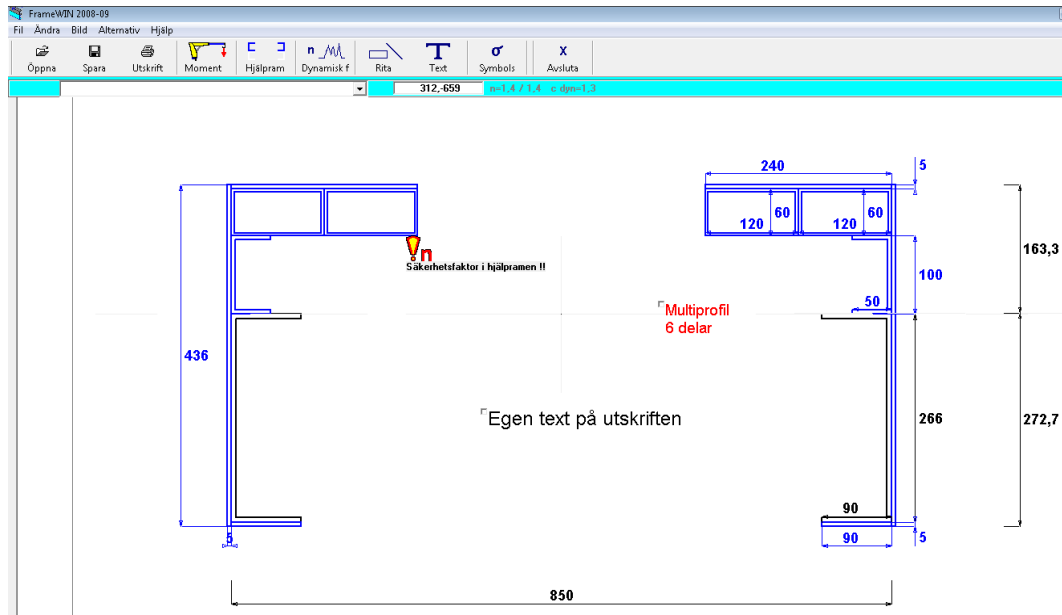 FrameWIN 2008-09
Fil Ändra Bild Alternativ Hjälp
Öppna Spara Utskrift Moment Hjälpram n Dynamisk f Rita T Text σ Symbols x Avsluta
312,-659 n=1,4 / 1,4 c dyn=1,3
240 5
60 60
120 120
163,3
n
Säkerhetsfaktor i hjälpramen !!
100
50
Multiprofil
6 delar
436
Egen text på utskriften
266 272,7
90
5 90 5
850